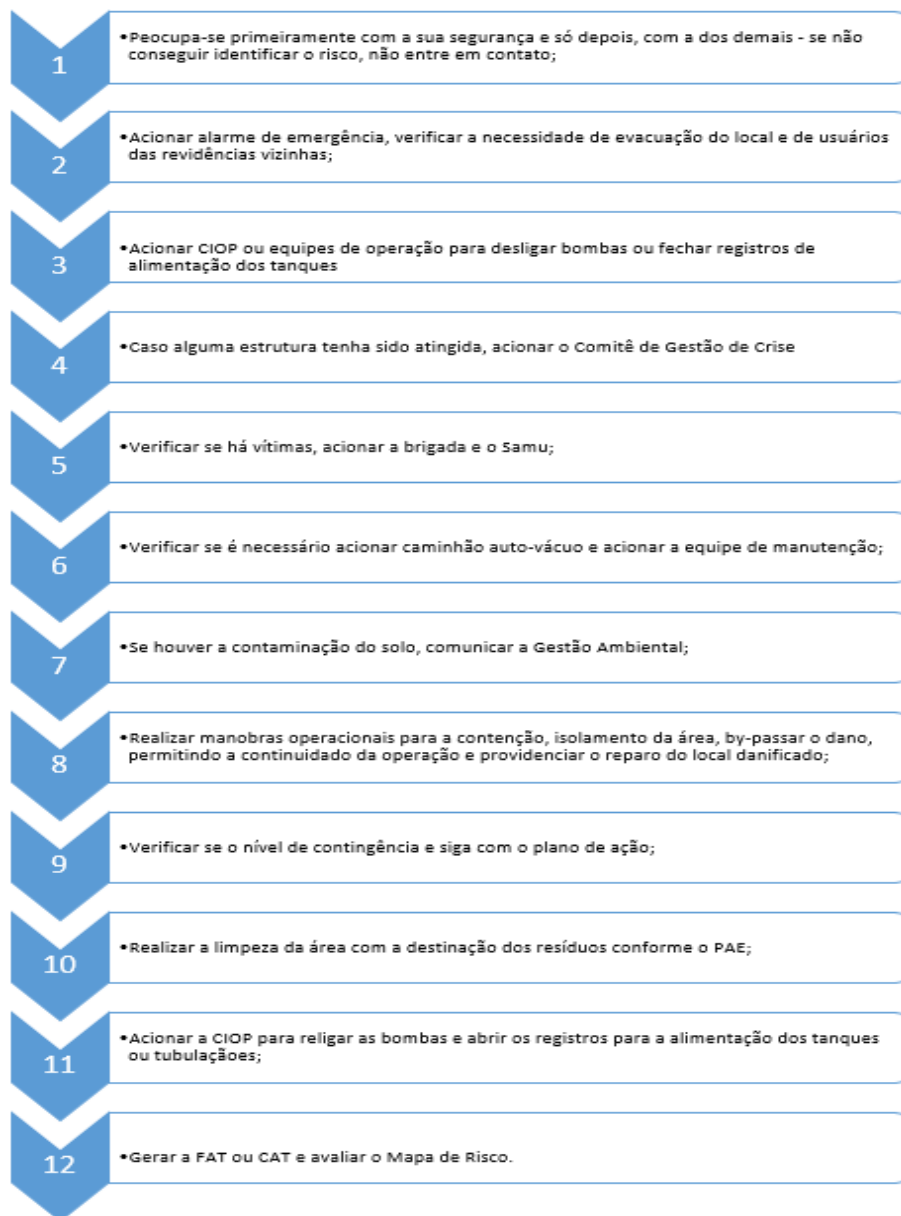 1
•Peocupa-se primeiramente com a sua segurança e só depois, com a dos demais - se não
conseguir identificar o risco, não entre em contato;
2
•Acionar alarme de emergência, verificar a necessidade de evacuação do local e de usuários
das revidências vizinhas;
3
•Acionar CIOP ou equipes de operação para desligar bombas ou fechar registros de
alimentação dos tanques
4
•Caso alguma estrutura tenha sido atingida, acionar o Comitê de Gestão de Crise
5
•Verificar se há vítimas, acionar a brigada e o Samu;
6
•Verificar se é necessário acionar caminhão auto-vácuo e acionar a equipe de manutenção;
7
•Se houver a contaminação do solo, comunicar a Gestão Ambiental;
8
•Realizar manobras operacionais para a contenção, isolamento da área, by-passar o dano,
permitindo a continuidado da operação e providenciar o reparo do local danificado;
9
•Verificar se o nível de contingência e siga com o plano de ação;
10
•Realizar a limpeza da área com a destinação dos resíduos conforme o PAE;
11
•Acionar a CIOP para religar as bombas e abrir os registros para a alimentação dos tanques
ou tubulaçãoes;
12
•Gerar a FAT ou CAT e avaliar o Mapa de Risco.